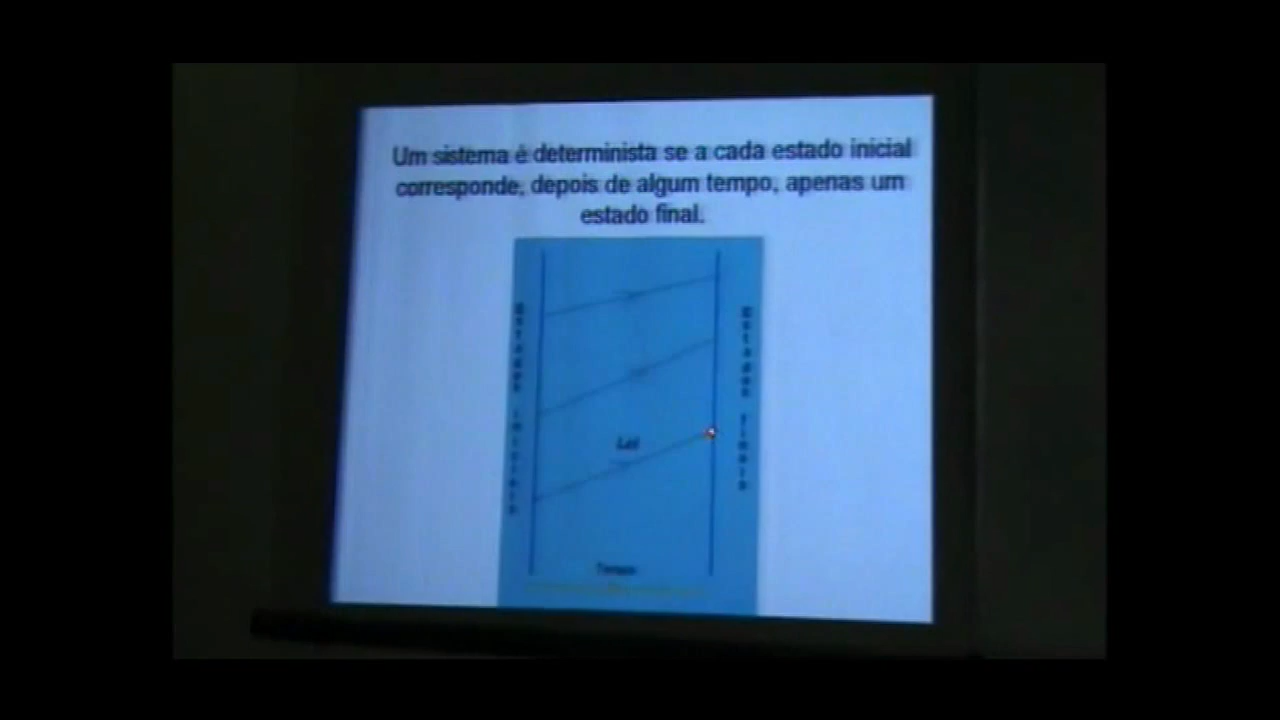 Um sistema é determinista se a cada estado inicial
corresponde, depois de algum tempo, apenas um
estado final.
Estados iniciais
Estados finais
Lei
Tempo